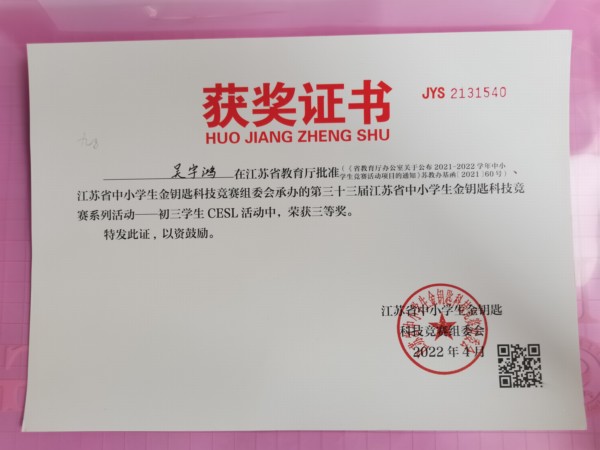 获奖证书
JYS 2131540
HUO JIANG ZHENG SHU
吴宇鸿 在江苏省教育厅批准(《省教育厅办公室关于公布2021-2022学年中小学生竞赛活动项目的通知》苏教办基函[2021]60号)、
江苏省中小学生金钥匙科技竞赛组委会承办的第三十三届江苏省中小学生金钥匙科技竞
赛系列活动——初三学生CESL活动中，荣获三等奖。
特发此证，以资鼓励。
江苏省中小学生金钥匙
科技竞赛组委会
2022年4月